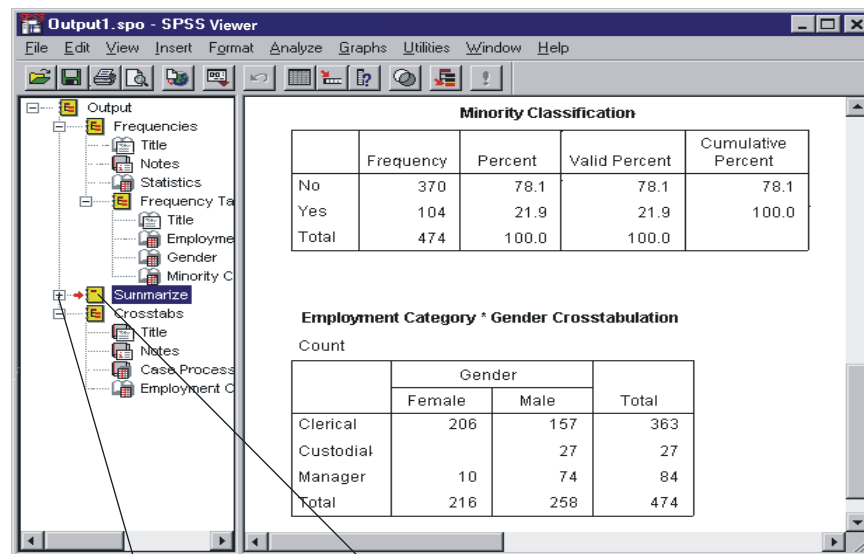 Output1.spo - SPSS Viewer
File Edit View Insert Format Analyze Graphs Utilities Window Help
Output
Frequencies
Title
Notes
Statistics
Frequency Ta
Title
Employme
Gender
Minority C
Summarize
Crosstabs
Title
Notes
Case Process
Employment C
Minority Classification
Frequency Percent Valid Percent Cumulative Percent
No 370 78.1 78.1 78.1
Yes 104 21.9 21.9 100.0
Total 474 100.0 100.0
Employment Category * Gender Crosstabulation
Count
Gender
Female Male Total
Clerical 206 157 363
Custodial 27 27
Manager 10 74 84
Total 216 258 474